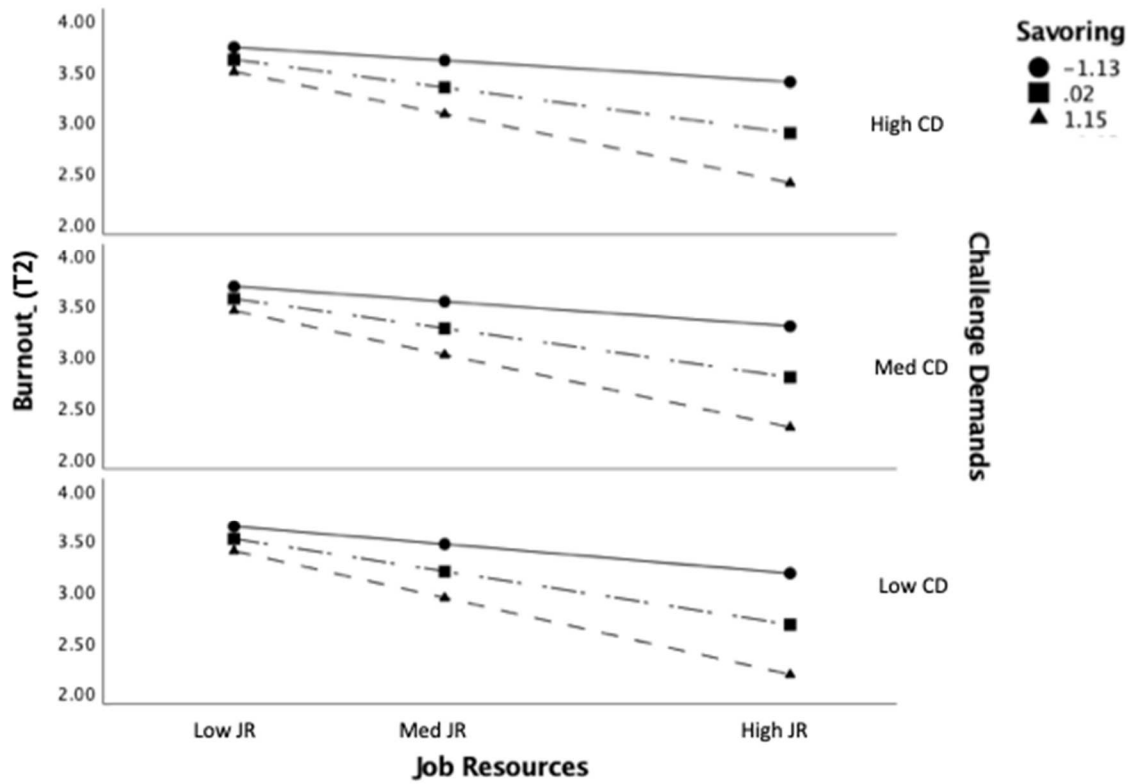 Savoring
-1.13
.02
1.15
4.00
3.50
3.00
2.50
2.00
High CD
4.00
3.50
3.00
2.50
2.00
Med CD
4.00
3.50
3.00
2.50
2.00
Low CD
Burnout_(T2)
Challenge Demands
Low JR
Med JR
High JR
Job Resources